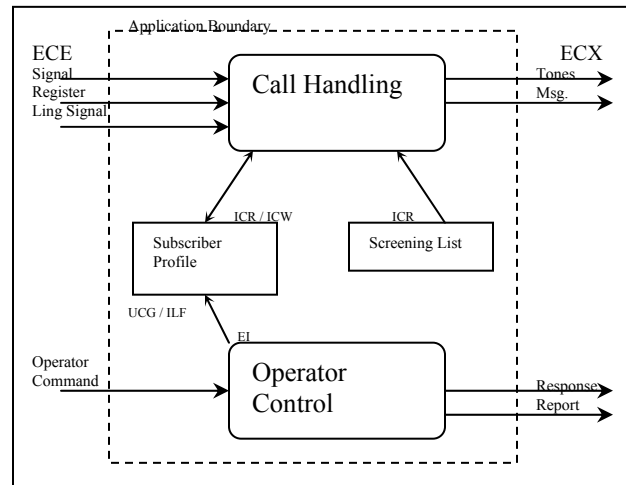 Application Boundary
ECE
ECX
Signal
Register
Ling Signal
Call Handling
Tones
Msg.
ICR / ICW
ICR
Subscriber
Profile
Screening List
UCG / ILF
EI
Operator
Command
Operator
Control
Response
Report